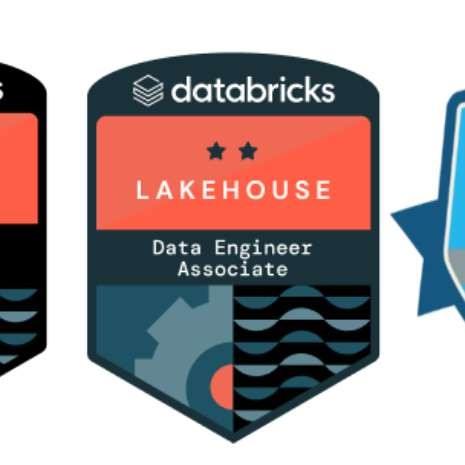 databricks
LAKEHOUSE
Data Engineer
Associate